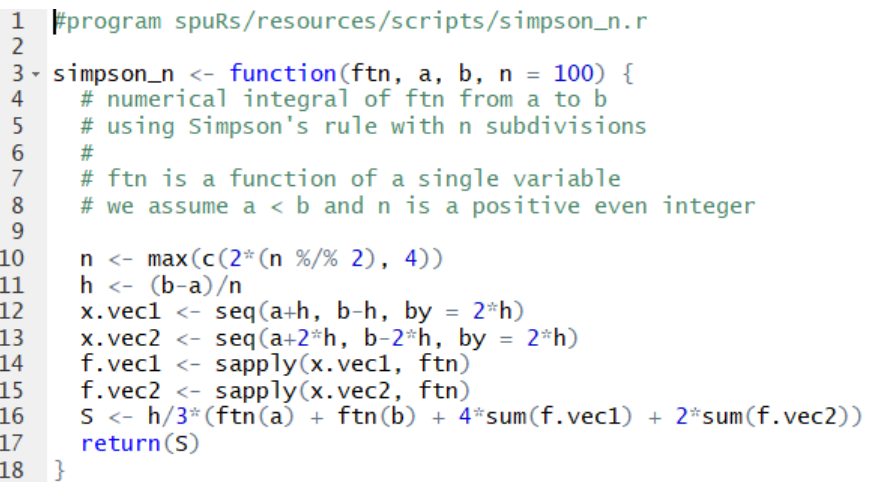 1 #program spuRs/resources/scripts/simpson_n.r
2
3 simpson_n <- function(ftn, a, b, n = 100) {
4 # numerical integral of ftn from a to b
5 # using Simpson's rule with n subdivisions
6 #
7 # ftn is a function of a single variable
8 # we assume a < b and n is a positive even integer
9
10 n <- max(c(2*(n %/% 2), 4))
11 h <- (b-a)/n
12 x.vec1 <- seq(a+h, b-h, by = 2*h)
13 x.vec2 <- seq(a+2*h, b-2*h, by = 2*h)
14 f.vec1 <- sapply(x.vec1, ftn)
15 f.vec2 <- sapply(x.vec2, ftn)
16 S <- h/3*(ftn(a) + ftn(b) + 4*sum(f.vec1) + 2*sum(f.vec2))
17 return(S)
18 }